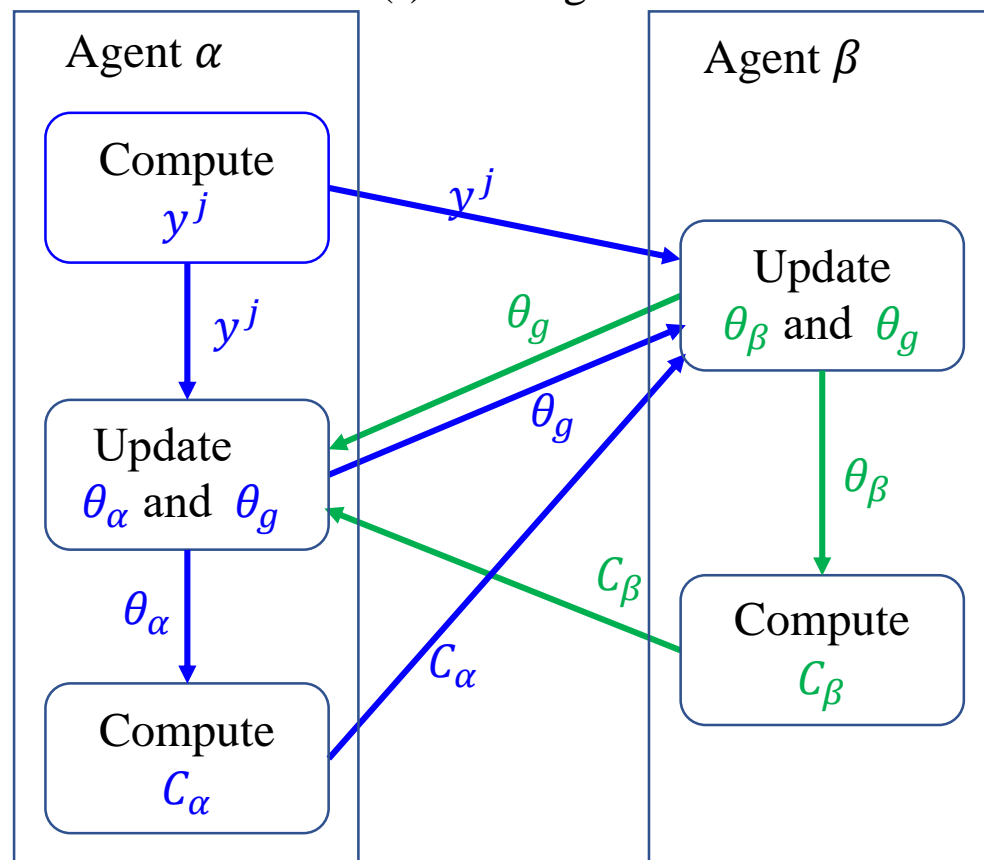 Agent α
Compute
y^j
y^j
Update
θ_α and θ_g
θ_α
Compute
C_α
y^j
θ_g
θ_g
C_β
C_α
Agent β
Update
θ_β and θ_g
θ_β
Compute
C_β